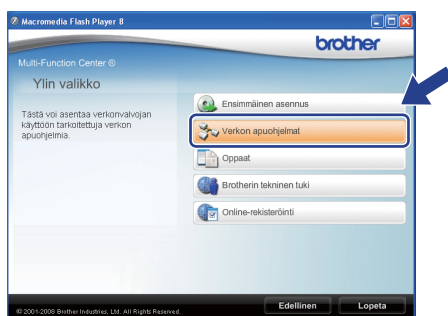 Macromedia Flash Player 8
brother
Multi-Function Center ®
Ylin valikko
Tästä voi asentaa verkonvalvojan
käyttöön tarkoitettuja verkon
apuohjelmia.
Ensimmäinen asennus
Verkon apuohjelmat
Oppaat
Brotherin tekninen tuki
Online-rekisteröinti
© 2001-2008 Brother Industries, Ltd. All Rights Reserved.
Edellinen
Lopeta